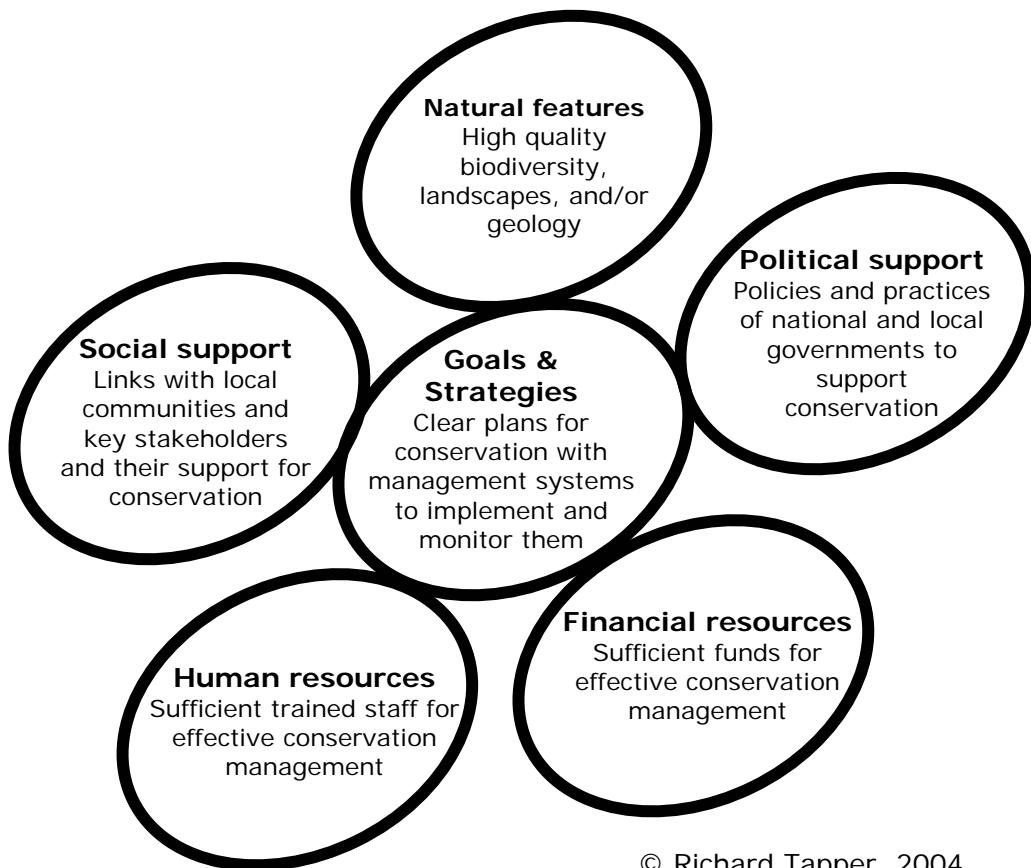 Natural features
High quality
biodiversity,
landscapes, and/or
geology
Political support
Policies and practices
of national and local
governments to
support
conservation
Social support
Links with local
communities and
key stakeholders
and their support for
conservation
Goals &
Strategies
Clear plans for
conservation with
management systems
to implement and
monitor them
Financial resources
Sufficient funds for
effective conservation
management
Human resources
Sufficient trained staff for
effective conservation
management
© Richard Tapper, 2004